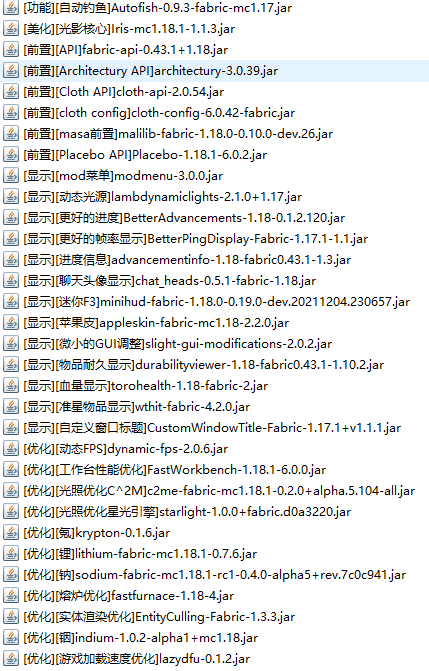 [功能][自动钓鱼]Autofish-0.9.3-fabric-mc1.17.jar
[美化][光影核心]Iris-mc1.18.1-1.1.3.jar
[前置][API]fabric-api-0.43.1+1.18.jar
[前置][Architectury API]architectury-3.0.39.jar
[前置][Cloth API]cloth-api-2.0.54.jar
[前置][cloth config]cloth-config-6.0.42-fabric.jar
[前置][masa前置]malilib-fabric-1.18.0-0.10.0-dev.26.jar
[前置][Placebo API]Placebo-1.18.1-6.0.2.jar
[显示][mod菜单]modmenu-3.0.0.jar
[显示][动态光源]lambdynamiclights-2.1.0+1.17.jar
[显示][更好的进度]BetterAdvancements-1.18-0.1.2.120.jar
[显示][更好的帧率显示]BetterPingDisplay-Fabric-1.17.1-1.1.jar
[显示][进度信息]advancementinfo-1.18-fabric0.43.1-1.3.jar
[显示][聊天头像显示]chat_heads-0.5.1-fabric-1.18.jar
[显示][迷你F3]minihud-fabric-1.18.0-0.19.0-dev.20211204.230657.jar
[显示][苹果皮]appleskin-fabric-mc1.18-2.2.0.jar
[显示][微小的GUI调整]slight-gui-modifications-2.0.2.jar
[显示][物品耐久显示]durabilityviewer-1.18-fabric0.43.1-1.10.2.jar
[显示][血量显示]torohealth-1.18-fabric-2.jar
[显示][准星物品显示]wthit-fabric-4.2.0.jar
[显示][自定义窗口标题]CustomWindowTitle-Fabric-1.17.1+v1.1.1.jar
[优化][动态FPS]dynamic-fps-2.0.6.jar
[优化][工作台性能优化]FastWorkbench-1.18.1-6.0.0.jar
[优化][光照优化C^2M]c2me-fabric-mc1.18.1-0.2.0+alpha.5.104-all.jar
[优化][光照优化星光引擎]starlight-1.0.0+fabric.d0a3220.jar
[优化][氪]krypton-0.1.6.jar
[优化][锂]lithium-fabric-mc1.18.1-0.7.6.jar
[优化][钠]sodium-fabric-mc1.18.1-rc1-0.4.0-alpha5+rev.7c0c941.jar
[优化][熔炉优化]fastfurnace-1.18-4.jar
[优化][实体渲染优化]EntityCulling-Fabric-1.3.3.jar
[优化][铟]indium-1.0.2-alpha1+mc1.18.jar
[优化][游戏加载速度优化]lazydfu-0.1.2.jar